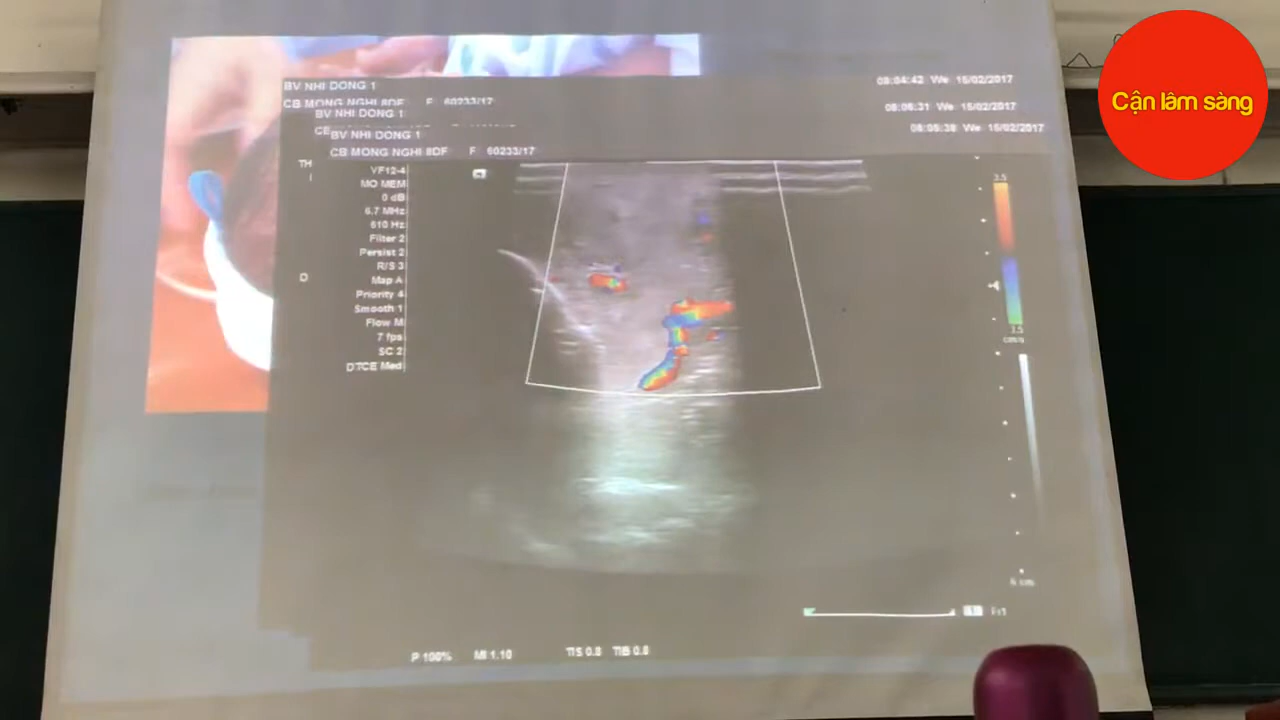 BV NHI DONG 1
08:04:42 We 15/02/2017
CB MONG NGHI 8DF F 60233/17
08:05:31 We 15/02/2017
BV NHI DONG 1
08:05:38 We 15/02/2017
BV NHI DONG 1
CB MONG NGHI 8DF F 60233/17
Cận lâm sàng
TH
VF12-4
MO MEM
0 dB
6.7 MHz
610 Hz
Filter 2
Persist 2
R/S 3
D
Map A
Priority 4
Smooth 1
Flow M
7 fps
SC 2
DTCE Med
3.5
3.5
cm/s
6 cm
P 100% MI 1.10 TIS 0.8 TIB 0.8